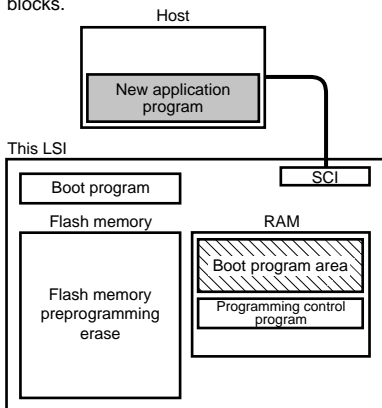 blocks.
Host
New application
program
This LSI
SCI
Boot program
Flash memory
RAM
Flash memory
preprogramming
erase
Boot program area
Programming control
program